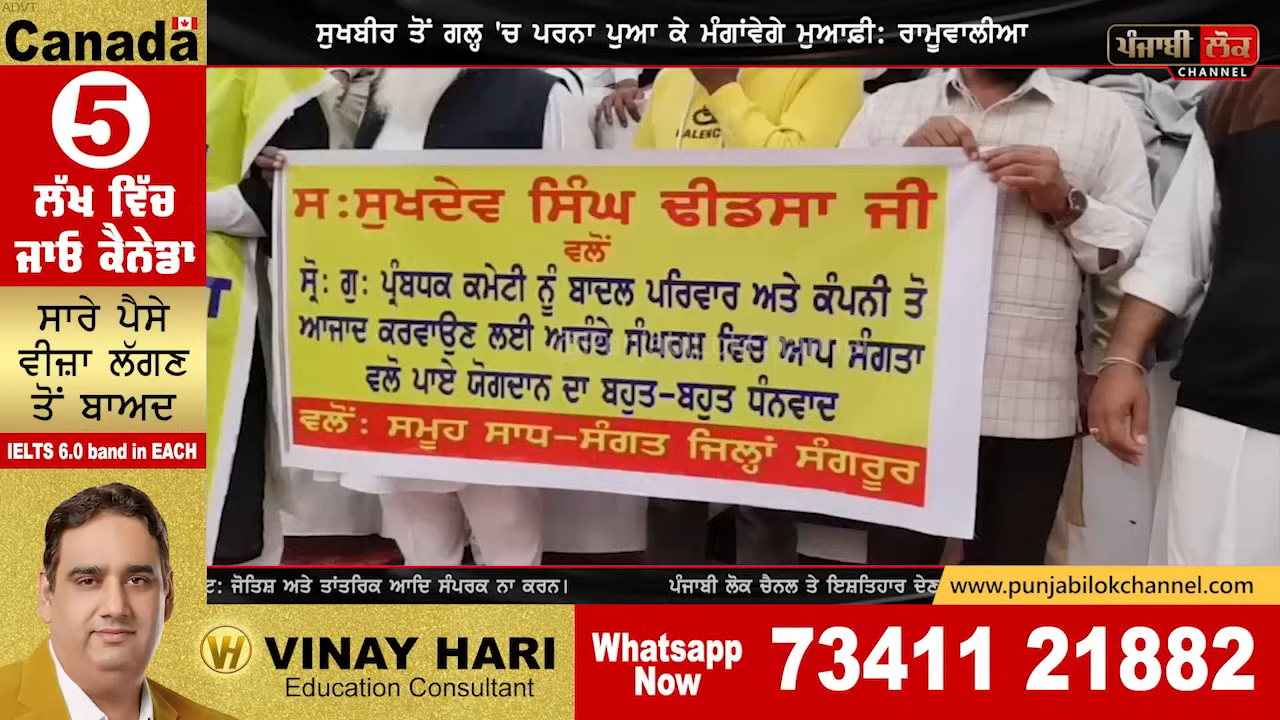 ADVT
Canada
ਸੁਖਬੀਰ ਤੋਂ ਗਲ੍ਹ 'ਚ ਪਰਨਾ ਪੁਆ ਕੇ ਮੰਗਾਂਵੇਗੇ ਮੁਆਫ਼ੀ: ਰਾਮੂਵਾਲੀਆ
ਪੰਜਾਬੀ ਲੋਕ
CHANNEL
5
ਲੱਖ ਵਿੱਚ
ਜਾਓ ਕੈਨੇਡਾ
ਸਾਰੇ ਪੈਸੇ
ਵੀਜ਼ਾ ਲੱਗਣ
ਤੋਂ ਬਾਅਦ
IELTS 6.0 band in EACH
ਸ:ਸੁਖਦੇਵ ਸਿੰਘ ਢੀਡਸਾ ਜੀ
ਵਲੋਂ
ਸ੍ਰੋ: ਗੁ: ਪ੍ਰੰਬਧਕ ਕਮੇਟੀ ਨੂੰ ਬਾਦਲ ਪਰਿਵਾਰ ਅਤੇ ਕੰਪਨੀ ਤੋ
ਆਜਾਦ ਕਰਵਾਉਣ ਲਈ ਆਰੰਭੇ ਸੰਘਰਸ਼ ਵਿਚ ਆਪ ਸੰਗਤਾ
ਵਲੋ ਪਾਏ ਯੋਗਦਾਨ ਦਾ ਬਹੁਤ-ਬਹੁਤ ਧੰਨਵਾਦ
ਵਲੋਂ: ਸਮੂਹ ਸਾਧ-ਸੰਗਤ ਜਿਲ੍ਹਾਂ ਸੰਗਰੂਰ
ਜੋਤਿਸ਼ ਅਤੇ ਤਾਂਤਰਿਕ ਆਦਿ ਸੰਪਰਕ ਨਾ ਕਰਨ। ਪੰਜਾਬੀ ਲੋਕ ਚੈਨਲ ਤੇ ਇਸ਼ਤਿਹਾਰ
www.punjabilokchannel.com
VH VINAY HARI
Education Consultant
Whatsapp
Now
73411 21882